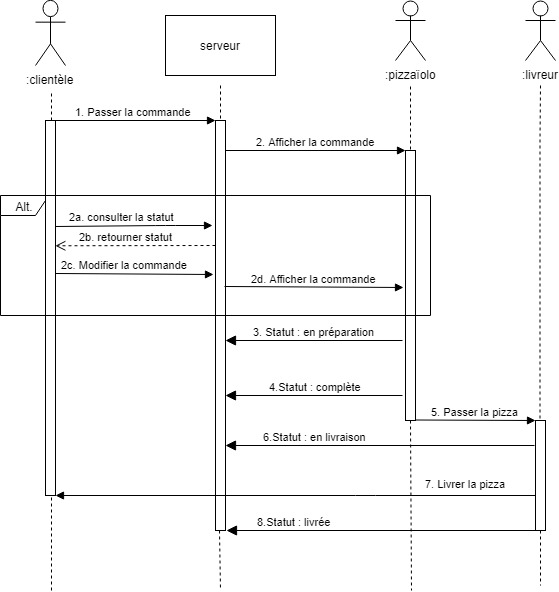 serveur
:clientèle
:pizzaïolo
:livreur
1. Passer la commande
2. Afficher la commande
Alt.
2a. consulter la statut
2b. retourner statut
2c. Modifier la commande
2d. Afficher la commande
3. Statut : en préparation
4.Statut : complète
5. Passer la pizza
6.Statut : en livraison
7. Livrer la pizza
8.Statut : livrée